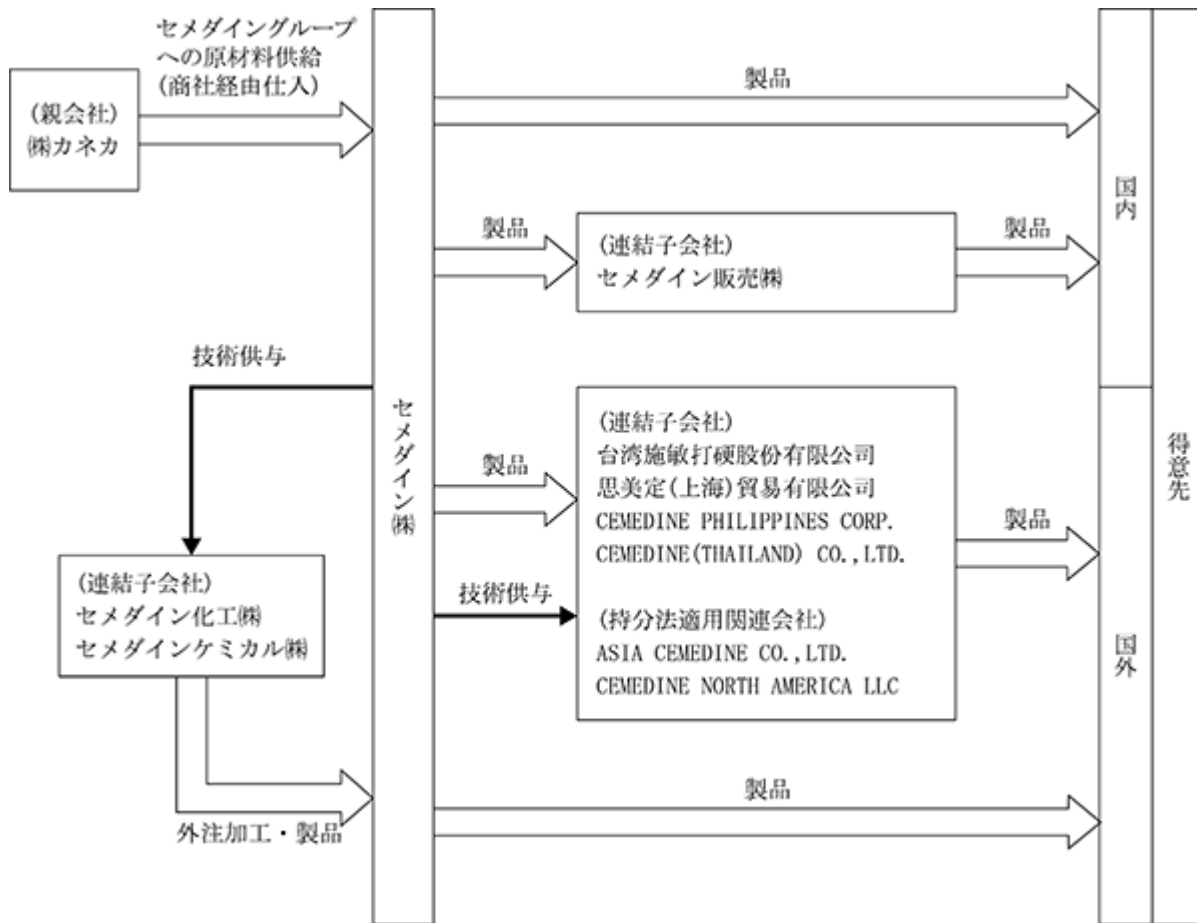 セメダイングループ
への原材料供給
(商社経由仕入)
(親会社)
㈱カネカ
製品
製品
(連結子会社)
セメダイン販売㈱
製品
国内
技術供与
セメダイン㈱
製品
(連結子会社)
台湾施敏打硬股份有限公司
思美定(上海)貿易有限公司
CEMEDINE PHILIPPINES CORP.
CEMEDINE(THAILAND) CO.,LTD.
(持分法適用関連会社)
ASIA CEMEDINE CO.,LTD.
CEMEDINE NORTH AMERICA LLC
製品
得意先
(連結子会社)
セメダイン化工㈱
セメダインケミカル㈱
技術供与
国外
外注加工・製品
製品